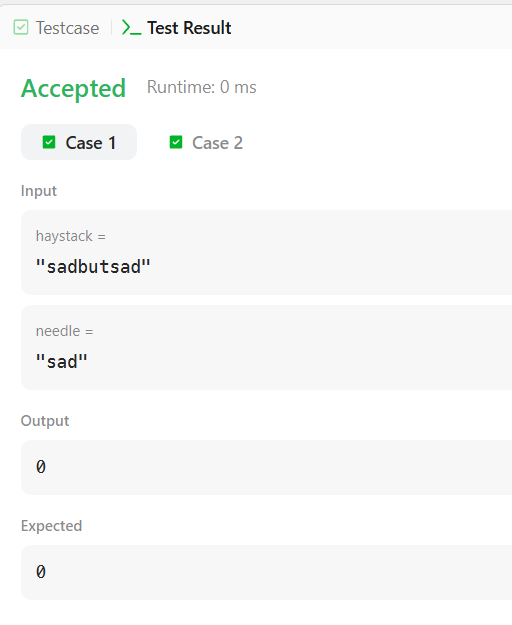 Testcase
Test Result
Accepted Runtime: 0 ms
Case 1 Case 2
Input
haystack =
"sadbutsad"
needle =
"sad"
Output
0
Expected
0